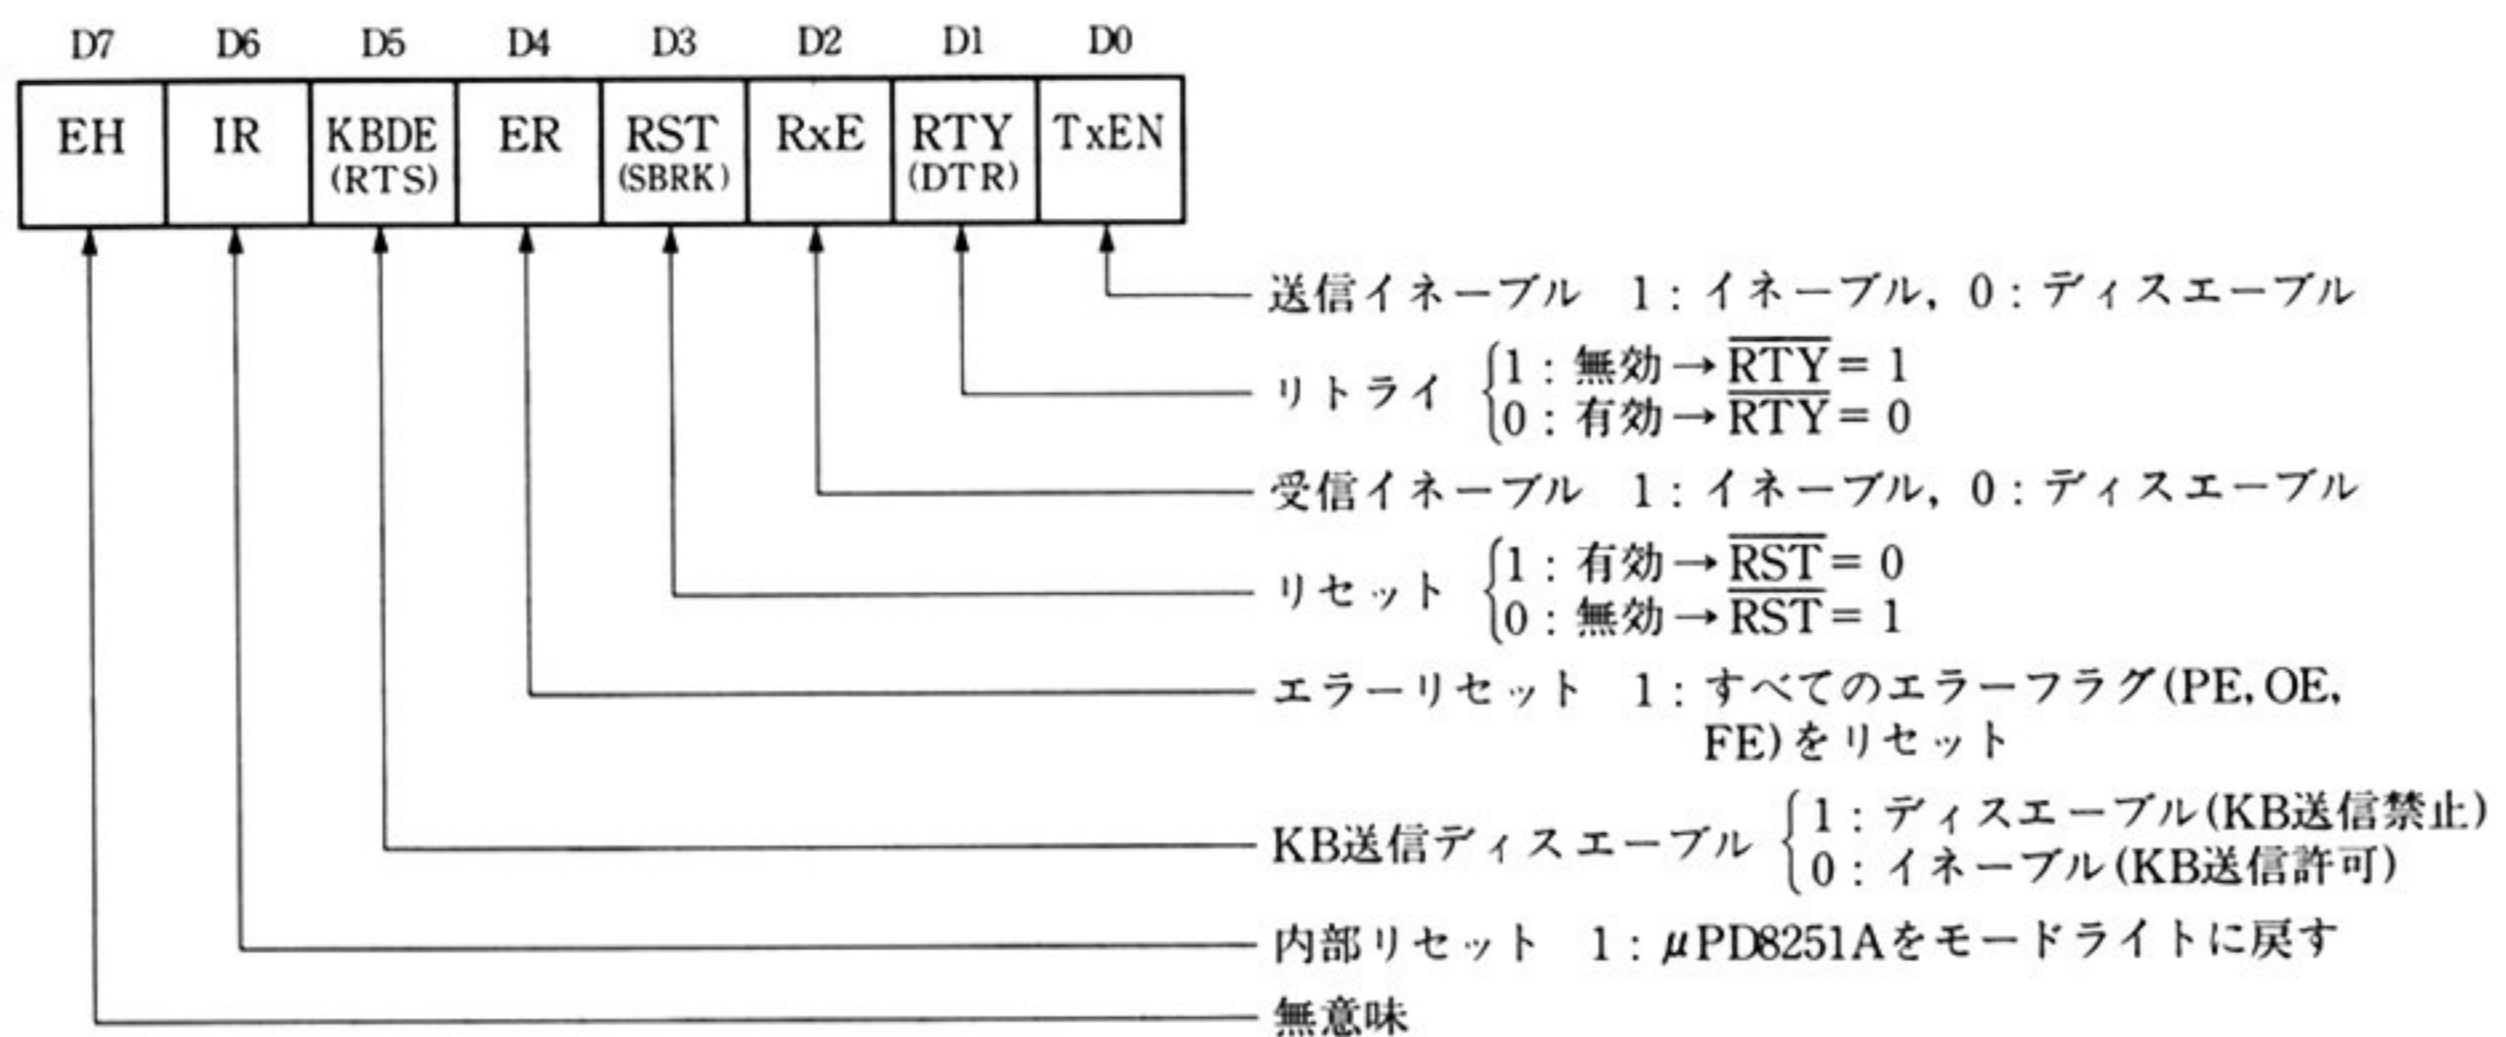 D7 D6 D5 D4 D3 D2 D1 D0
EH IR KBDE ER RST RxE RTY TxEN
(RTS) (SBRK) (DTR)
送信イネーブル 1：イネーブル，0：ディスエーブル
リトライ
1：無効→R̅T̅Y̅＝1
0：有効→R̅T̅Y̅＝0
受信イネーブル 1：イネーブル，0：ディスエーブル
リセット
1：有効→R̅S̅T̅＝0
0：無効→R̅S̅T̅＝1
エラーリセット 1：すべてのエラーフラグ(PE, OE,
FE)をリセット
KB送信ディスエーブル
1：ディスエーブル(KB送信禁止)
0：イネーブル(KB送信許可)
内部リセット 1：μPD8251Aをモードライトに戻す
無意味